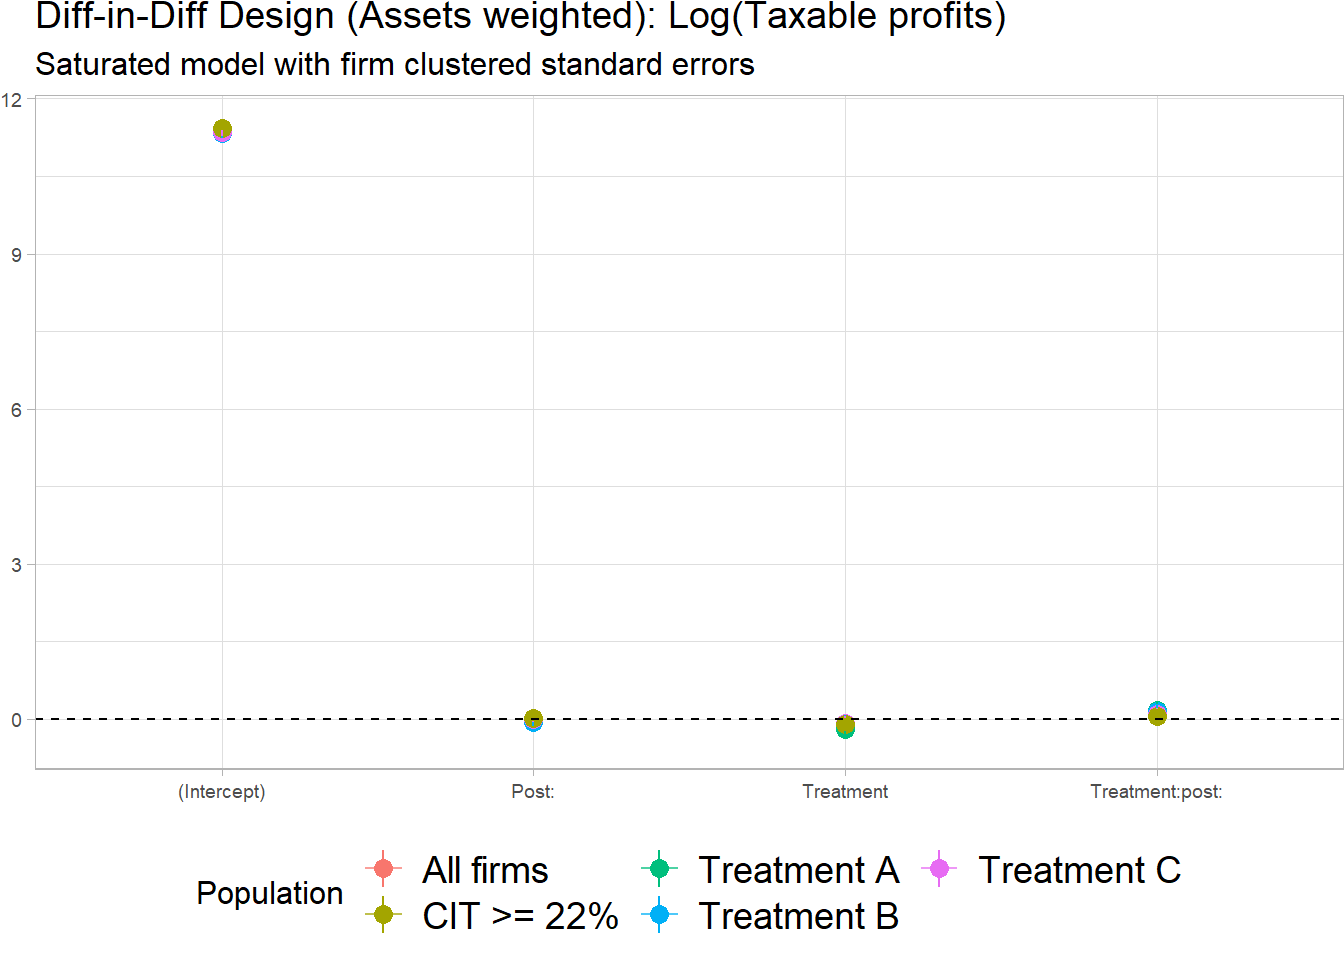 Diff-in-Diff Design (Assets weighted): Log(Taxable profits)
Saturated model with firm clustered standard errors
12
9
6
3
0
(Intercept) Post: Treatment Treatment:post:
Population
All firms Treatment A Treatment C
CIT >= 22% Treatment B